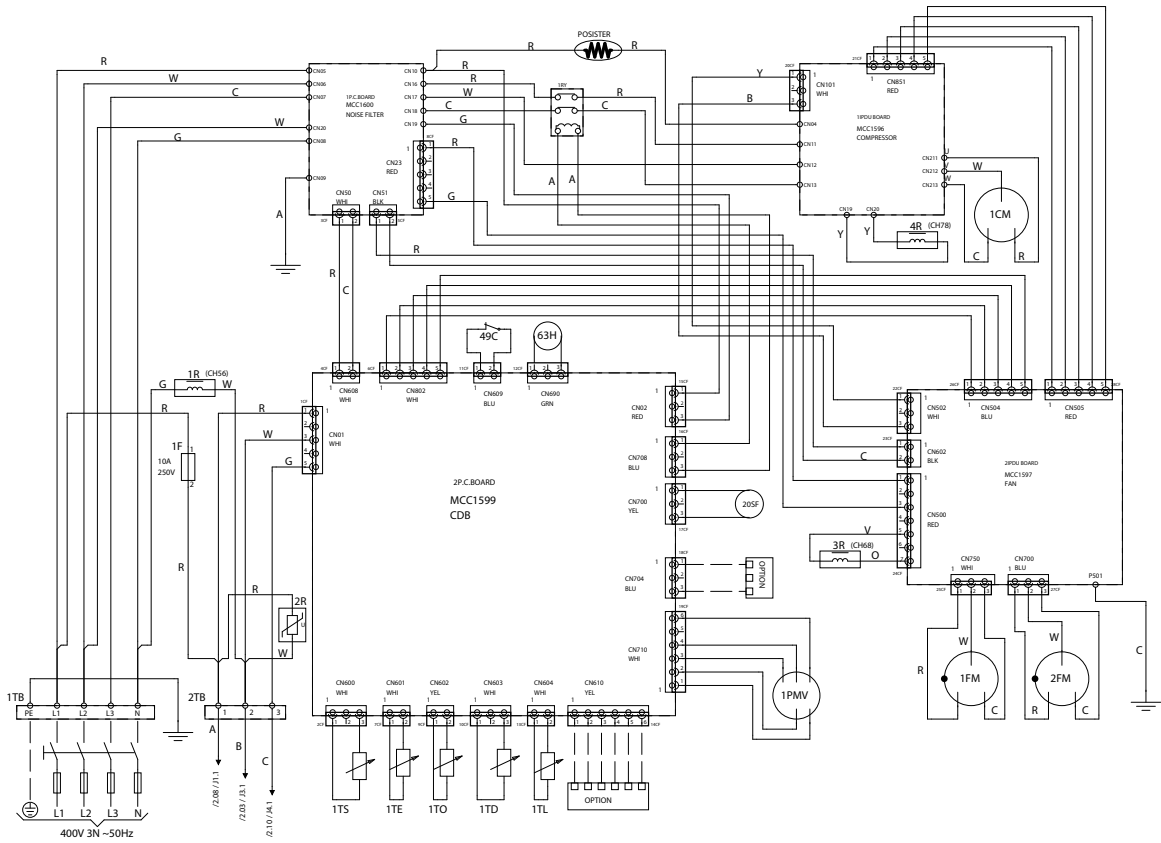 POSISTER
R
R
R
W
C
W
G
CN05
CN06
CN07
CN20
CN08
CN09
1P.C.BOARD
MCC1600
NOISE FILTER
CN10
CN16
CN17
CN18
CN19
CN23
RED
CN50
WHI
CN51
BLK
R
R
W
C
G
R
G
1RY
R
C
A
A
A
R
C
R
Y
B
CN101
WHI
CN851
RED
1IPDU BOARD
MCC1596
COMPRESSOR
CN04
CN11
CN12
CN13
CN211
CN212
CN213
U
V
W
W
CN19
CN20
Y
Y
4R (CH78)
1CM
C
R
49C
63H
CN608
WHI
CN802
WHI
CN609
BLU
CN690
GRN
CN01
WHI
2P.C.BOARD
MCC1599
CDB
CN02
RED
CN708
BLU
CN700
YEL
20SF
CN704
BLU
OPTION
CN710
WHI
1PMV
CN600
WHI
CN601
WHI
CN602
YEL
CN603
WHI
CN604
WHI
CN610
YEL
1TS
1TE
1TO
1TD
1TL
OPTION
CN502
WHI
CN504
BLU
CN505
RED
CN602
BLK
C
2IPDU BOARD
MCC1597
FAN
CN500
RED
V
3R (CH68)
O
CN750
WHI
CN700
BLU
P501
C
R
W
1FM
C
W
2FM
R
C
1R (CH56)
G
W
R
R
W
G
1F
10A
250V
1
2
R
R
2R
U
W
1TB
PE
L1
L2
L3
N
2TB
1
2
3
A
B
C
/2.08 / J1.1
/2.03 / J3.1
/2.10 / J4.1
L1
L2
L3
N
400V 3N ~50Hz